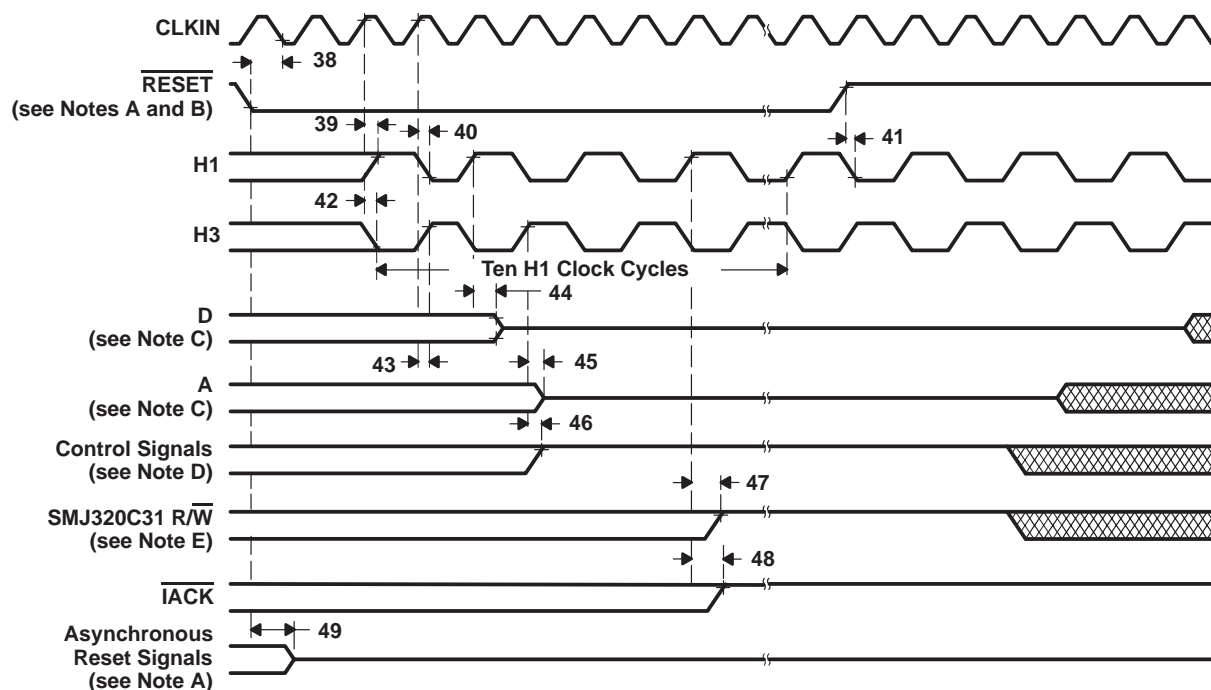 CLKIN
38
RESET
(see Notes A and B)
39
40
41
H1
42
H3
Ten H1 Clock Cycles
44
D
(see Note C)
43
45
A
(see Note C)
46
Control Signals
(see Note D)
47
SMJ320C31 R/W
(see Note E)
48
IACK
49
Asynchronous
Reset Signals
(see Note A)